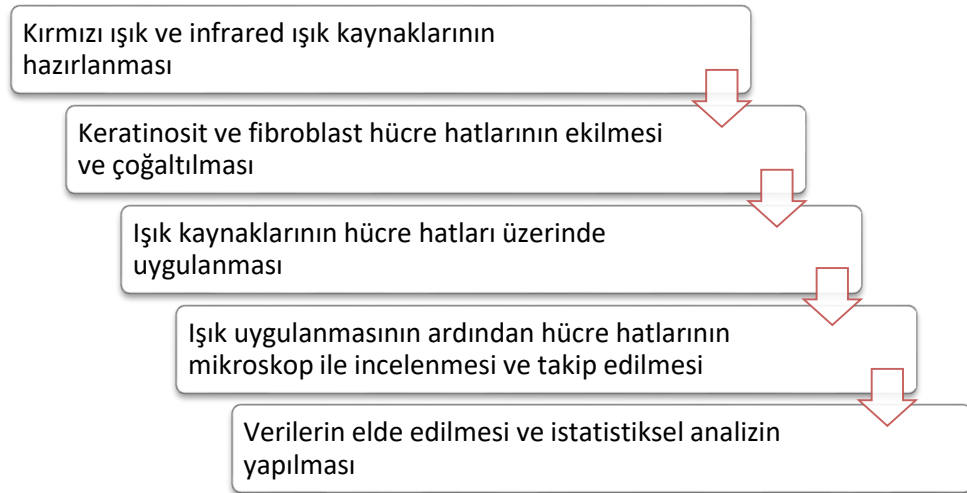 Kırmızı ışık ve infrared ışık kaynaklarının
hazırlanması
Keratinosit ve fibroblast hücre hatlarının ekilmesi
ve çoğaltılması
Işık kaynaklarının hücre hatları üzerinde
uygulanması
Işık uygulanmasının ardından hücre hatlarının
mikroskop ile incelenmesi ve takip edilmesi
Verilerin elde edilmesi ve istatistiksel analizin
yapılması